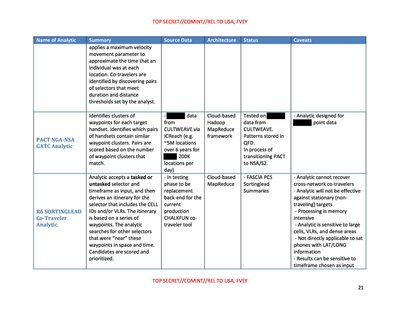 TOP SECRET//COMINT//REL TO USA, FVEY
Name of Analytic
Summary
Source Data
Architecture
Status
Caveats
applies a maximum velocity
movement parameter to
approximate the time that an
individual was at each
location. Co-travelers are
identified by discovering pairs
of selectors that meet
duration and distance
thresholds set by the analyst.
PACT NGA-NSA
GATC Analytic
Identifies clusters of
waypoints for each target
handset. Identifies which pairs
of handsets contain similar
waypoint clusters. Pairs are
scored based on the number
of waypoint clusters that
match.
- data
from
CULTWEAVE via
ICReach (e.g.
~5M locations
over 6 years for
200K
locations per
day)
Cloud-based
Hadoop
MapReduce
framework
Tested on
data from
CULTWEAVE.
Patterns stored in
QFD.
In process of
transitioning PACT
to NSA/S2.
- Analytic designed for
point data
R6 SORTINGLEAD
Co-Traveler
Analytic
Analytic accepts a tasked or
untasked selector and
timeframe as input, and then
derives an itinerary for the
selector that includes the CELL
IDs and/or VLRs. The itinerary
is based on a series of
waypoints. The analytic
searches for other selectors
that were "near" these
waypoints in space and time.
Candidates are scored and
prioritized.
- In testing
phase to be
replacement
back end for the
current
production
CHALKFUN co-
traveler tool
Cloud-based
MapReduce
- FASCIA PCS
Sortinglead
Summaries
- Analytic cannot recover
cross-network co-travelers
- Analytic will not be effective
against stationary (non-
traveling) targets
- Processing is memory
intensive
- Analytic is sensitive to large
cells, VLRs, and dense areas
- Not directly applicable to sat
phones with LAT/LONG
information
- Results can be sensitive to
timeframe chosen as input
TOP SECRET//COMINT//REL TO USA, FVEY
21